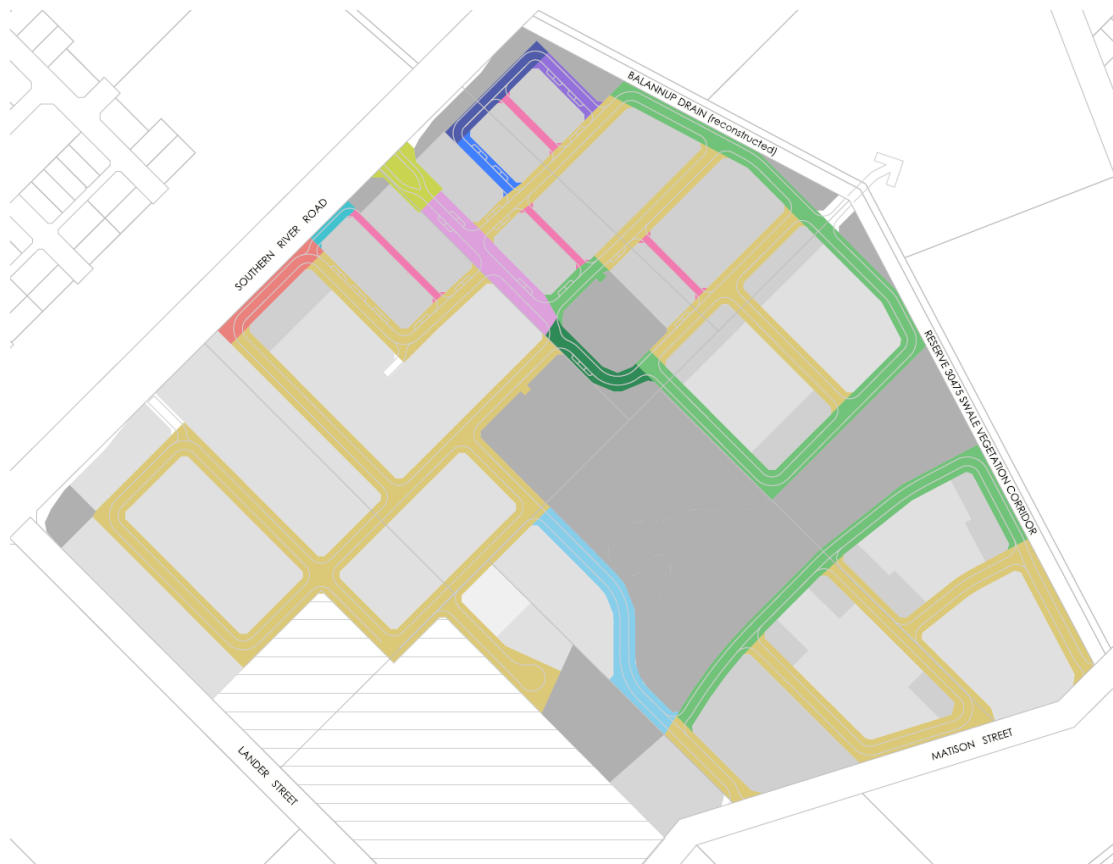 BALANNUP DRAIN (reconstructed)
SOUTHERN RIVER ROAD
RESERVE 30475 SWALE VEGETATION CORRIDOR
MATISON STREET
LANDER STREET